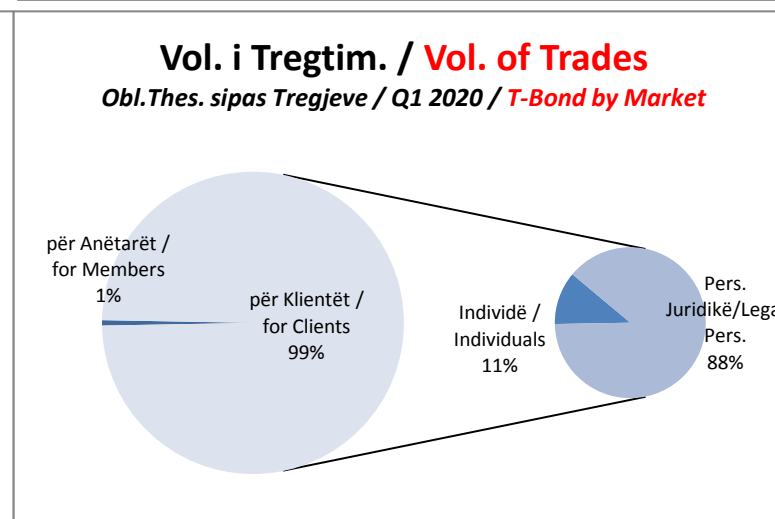 Vol. i Tregtim. / Vol. of Trades
Obl.Thes. sipas Tregjeve / Q1 2020 / T-Bond by Market
për Anëtarët /
for Members
1%
për Klientët /
for Clients
99%
Individë /
Individuals
11%
Pers.
Juridikë/Lega
Pers.
88%